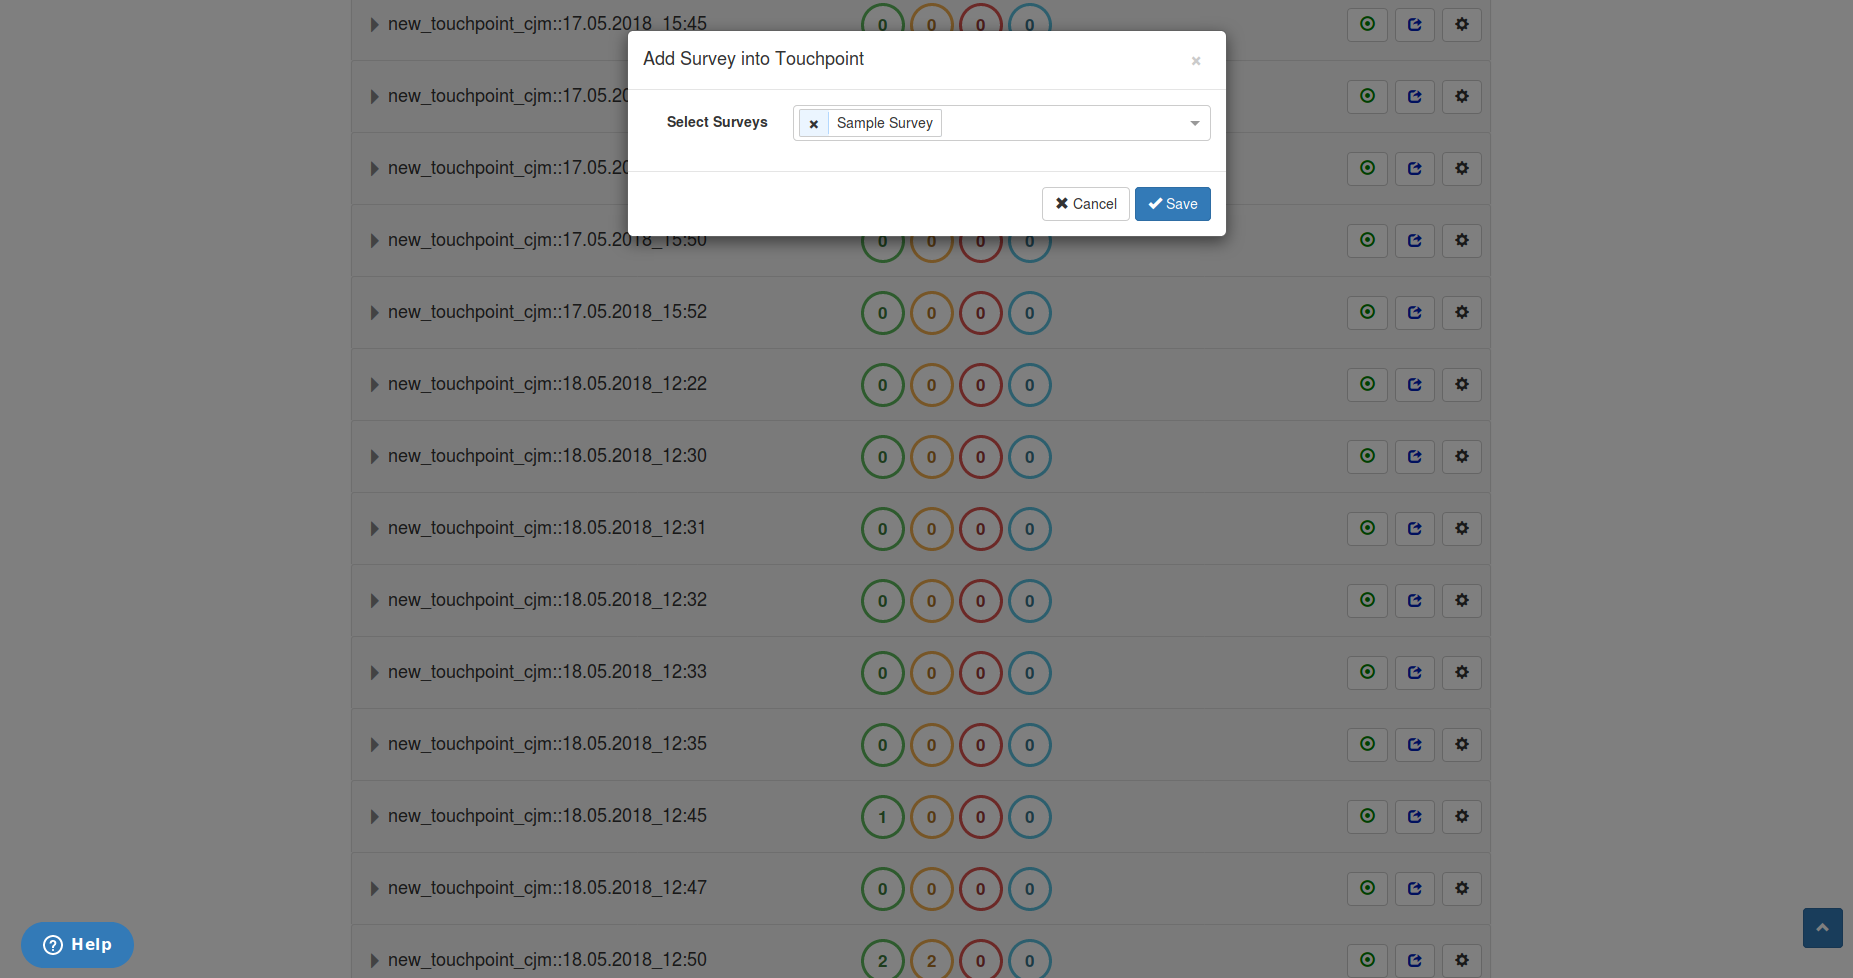 new_touchpoint_cjm::17.05.2018_15:45 0 0 0 0
Add Survey into Touchpoint ×
new_touchpoint_cjm::17.05.20
Select Surveys × Sample Survey
new_touchpoint_cjm::17.05.20
Cancel Save
new_touchpoint_cjm::17.05.2018_15:50 0 0 0 0
new_touchpoint_cjm::17.05.2018_15:52 0 0 0 0
new_touchpoint_cjm::18.05.2018_12:22 0 0 0 0
new_touchpoint_cjm::18.05.2018_12:30 0 0 0 0
new_touchpoint_cjm::18.05.2018_12:31 0 0 0 0
new_touchpoint_cjm::18.05.2018_12:32 0 0 0 0
new_touchpoint_cjm::18.05.2018_12:33 0 0 0 0
new_touchpoint_cjm::18.05.2018_12:35 0 0 0 0
new_touchpoint_cjm::18.05.2018_12:45 1 0 0 0
new_touchpoint_cjm::18.05.2018_12:47 0 0 0 0
Help
new_touchpoint_cjm::18.05.2018_12:50 2 2 0 0